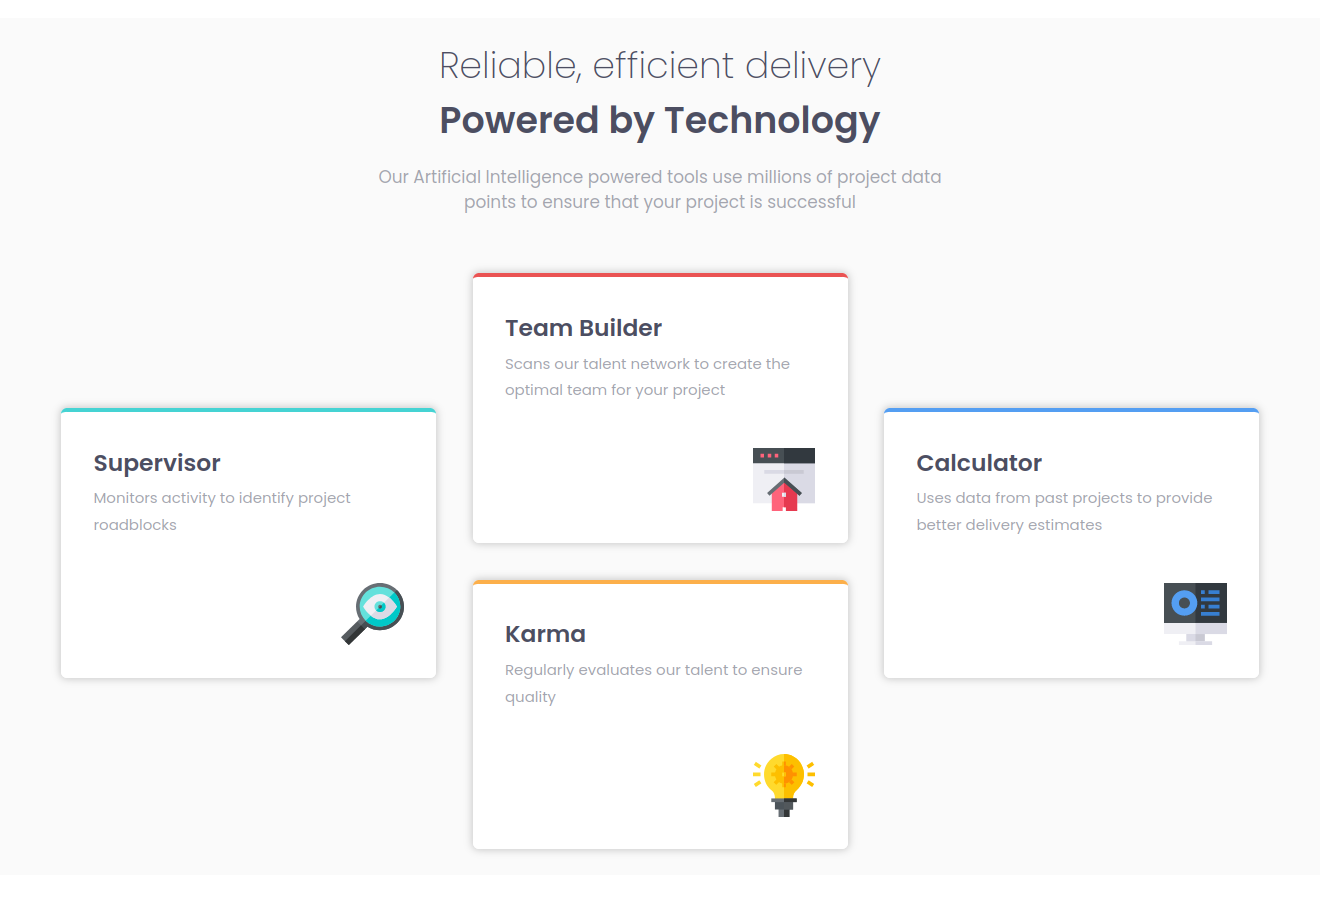 Reliable, efficient delivery
Powered by Technology
Our Artificial Intelligence powered tools use millions of project data
points to ensure that your project is successful
Supervisor
Monitors activity to identify project
roadblocks
Team Builder
Scans our talent network to create the
optimal team for your project
Karma
Regularly evaluates our talent to ensure
quality
Calculator
Uses data from past projects to provide
better delivery estimates